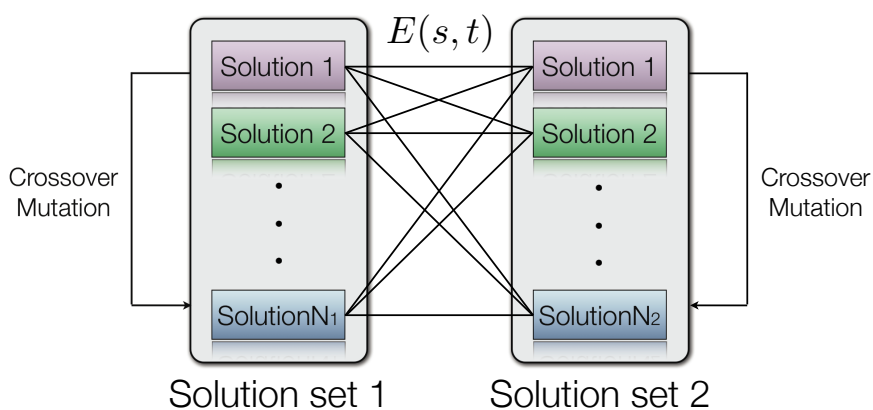 E(s, t)
Solution 1
Solution 1
Solution 2
Solution 2
Crossover
Mutation
Crossover
Mutation
SolutionN1
SolutionN2
Solution set 1
Solution set 2